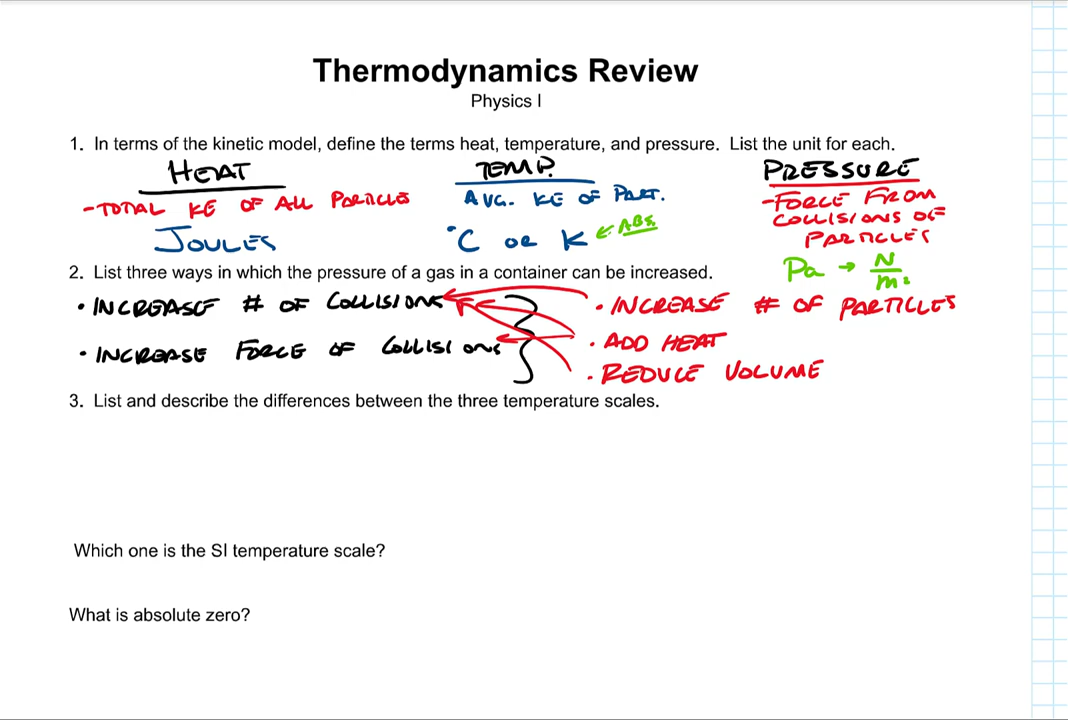 Thermodynamics Review
Physics I
1. In terms of the kinetic model, define the terms heat, temperature, and pressure. List the unit for each.
HEAT
TEMP.
PRESSURE
-TOTAL KE OF ALL PARTICLES
AVG. KE OF PART.
-FORCE FROM
COLLISIONS OF
PARTICLES
JOULES
°C OR K ← ABS.
Pa → N/m²
2. List three ways in which the pressure of a gas in a container can be increased.
• INCREASE # OF COLLISIONS
• INCREASE # OF PARTICLES
• INCREASE FORCE OF COLLISIONS
• ADD HEAT
• REDUCE VOLUME
3. List and describe the differences between the three temperature scales.
Which one is the SI temperature scale?
What is absolute zero?